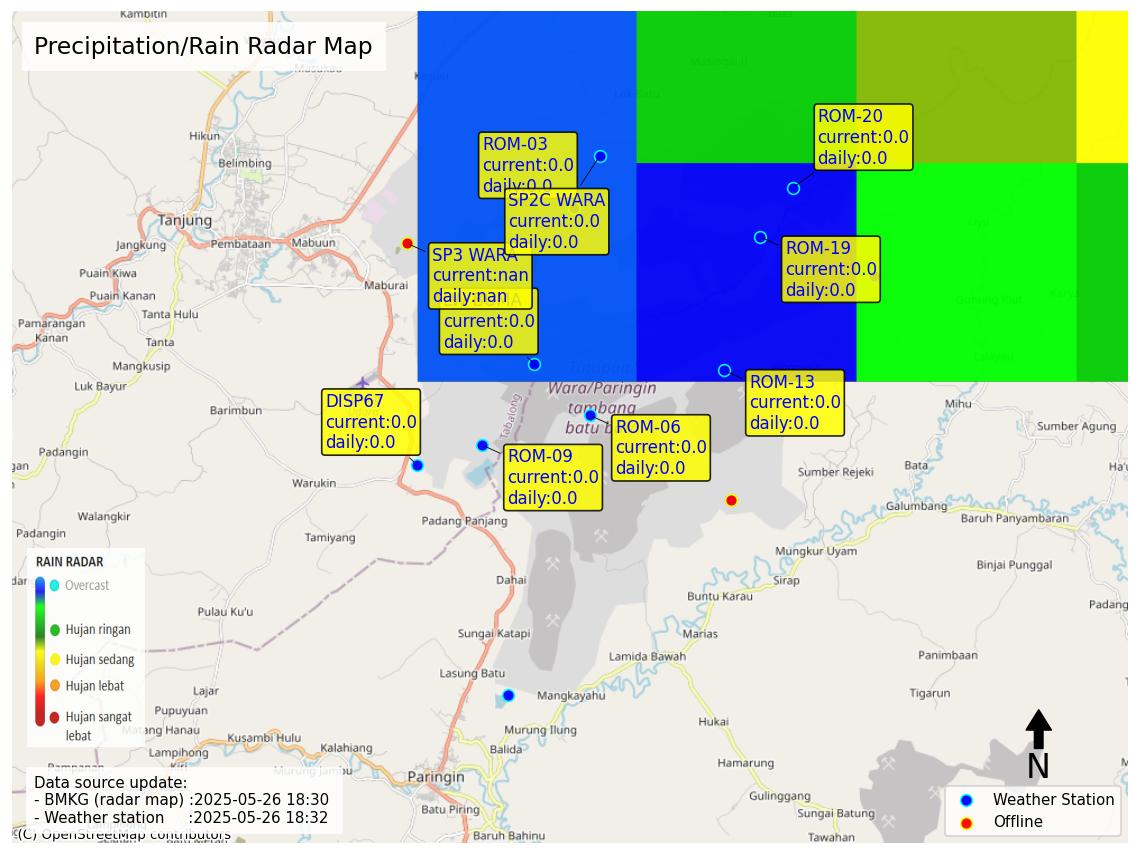 Kambitin
Precipitation/Rain Radar Map
Masukau
Kapuru
Masingai II
Luk Batu
Hikun
Belimbing
Tanjung
Jangkung
Pembataan
Mabuun
Puain Kiwa
Maburai
Puain Kanan
Tanta Hulu
Pamarangan
Kanan
Tanta
Mangkusip
Luk Bayur
Barimbun
Padangin
Warukin
Walangkir
Padangin
Tamiyang
Padang Panjang
Tabalong
ROM-03
current:0.0
daily:0.0
SP2C WARA
current:0.0
daily:0.0
SP3 WARA
current:nan
daily:nan
current:0.0
daily:0.0
ROM-20
current:0.0
daily:0.0
ROM-19
current:0.0
daily:0.0
ROM-13
current:0.0
daily:0.0
DISP67
current:0.0
daily:0.0
ROM-09
current:0.0
daily:0.0
ROM-06
current:0.0
daily:0.0
Tutupan
Wara/Paringin
tambang
batu b
Mihu
Sumber Agung
Sumber Rejeki
Bata
Ha'u
Galumbang
Baruh Panyambaran
Mungkur Uyam
Binjai Punggal
Sirap
Buntu Karau
Padang
Marias
Dahai
Sungai Katapi
Lamida Bawah
Panimbaan
Lasung Batu
Mangkayahu
Tigarun
Murung Ilung
Hukai
Balida
Hamarung
Pulau Ku'u
Lajar
Pupuyuan
Matang Hanau
Kusambi Hulu
Lampihong
Kalahiang
Murung Jambu
Paringin
Batu Piring
Baruh Bahinu
Gulinggang
Sungai Batung
Tawahan
RAIN RADAR
Overcast
Hujan ringan
Hujan sedang
Hujan lebat
Hujan sangat
lebat
Data source update:
- BMKG (radar map) :2025-05-26 18:30
- Weather station :2025-05-26 18:32
(C) OpenStreetMap contributors
N
Weather Station
Offline